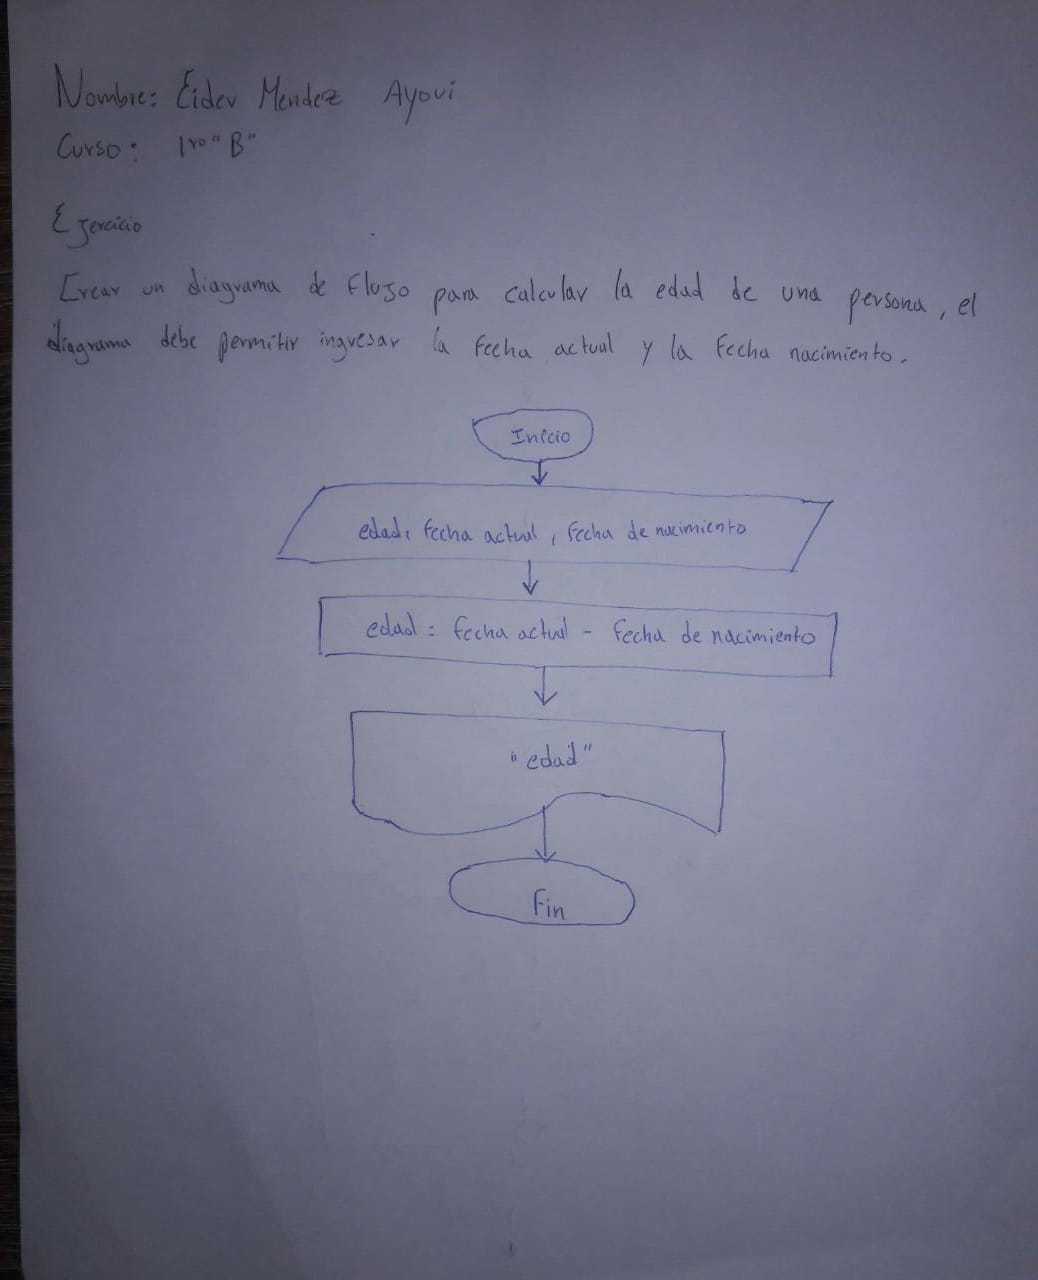 Nombre: Eider Mendez Ayovi
Curso: 1ro "B"
Ejercicio
Crear un diagrama de Flujo para calcular la edad de una persona, el
diagrama debe permitir ingresar la fecha actual y la fecha nacimiento.
Inicio
edad, fecha actual, fecha de nacimiento
edad = fecha actual - fecha de nacimiento
"edad"
Fin